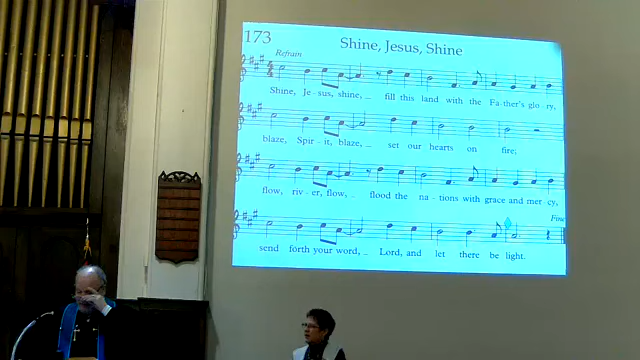 173
Shine, Jesus, Shine
Refrain
Shine, Je - sus, shine, _ fill this land with the Fa-ther's glo-ry,
blaze, Spir - it, blaze, _ set our hearts on fire;
flow, riv - er, flow, _ flood the na - tions with grace and mer-cy,
Fine
send forth your word, _ Lord, and let there be light.